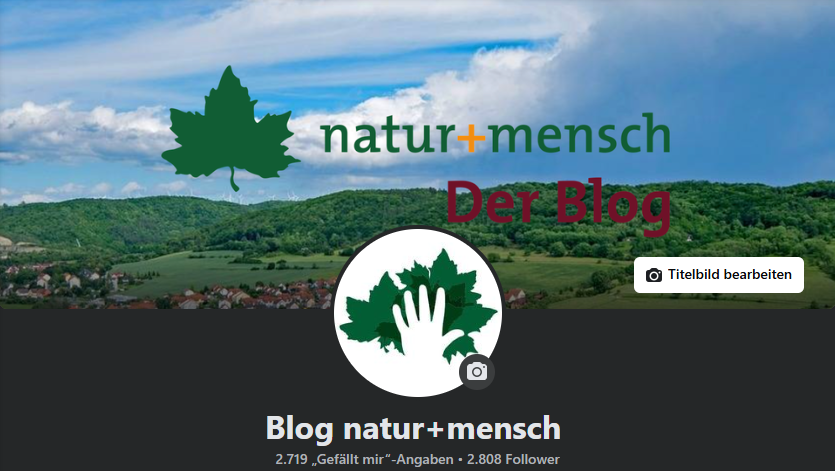 natur+mensch
Der Blog
Titelbild bearbeiten
Blog natur+mensch
2.719 „Gefällt mir“-Angaben • 2.808 Follower